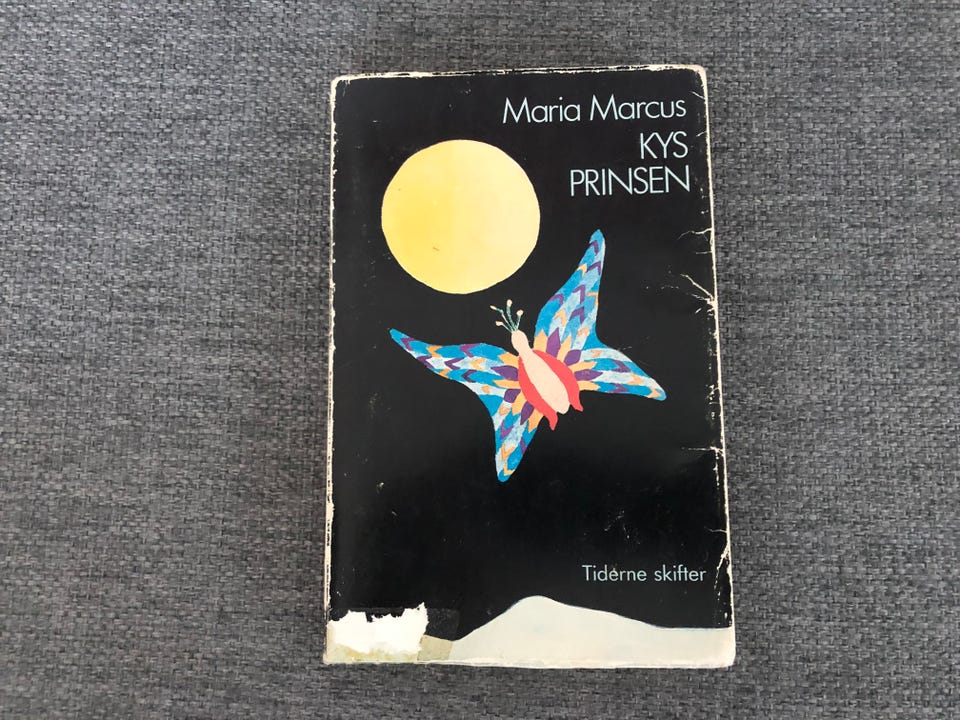 Maria Marcus
KYS
PRINSEN
Tiderne skifter